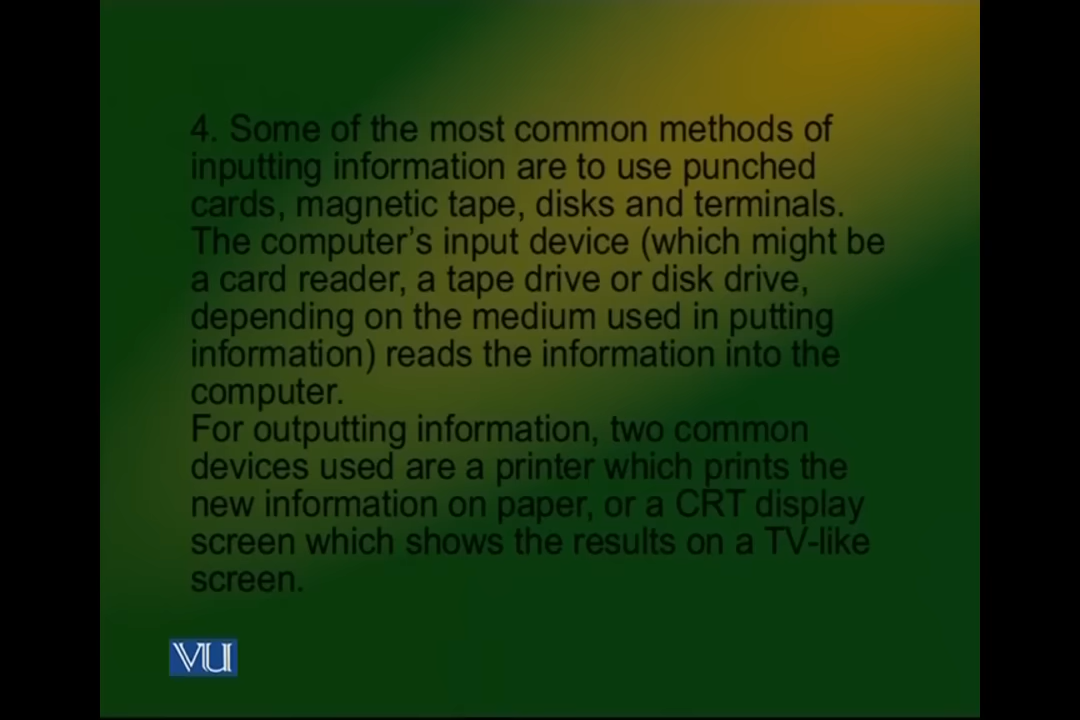 4. Some of the most common methods of
inputting information are to use punched
cards, magnetic tape, disks and terminals.
The computer’s input device (which might be
a card reader, a tape drive or disk drive,
depending on the medium used in putting
information) reads the information into the
computer.
For outputting information, two common
devices used are a printer which prints the
new information on paper, or a CRT display
screen which shows the results on a TV-like
screen.
VU